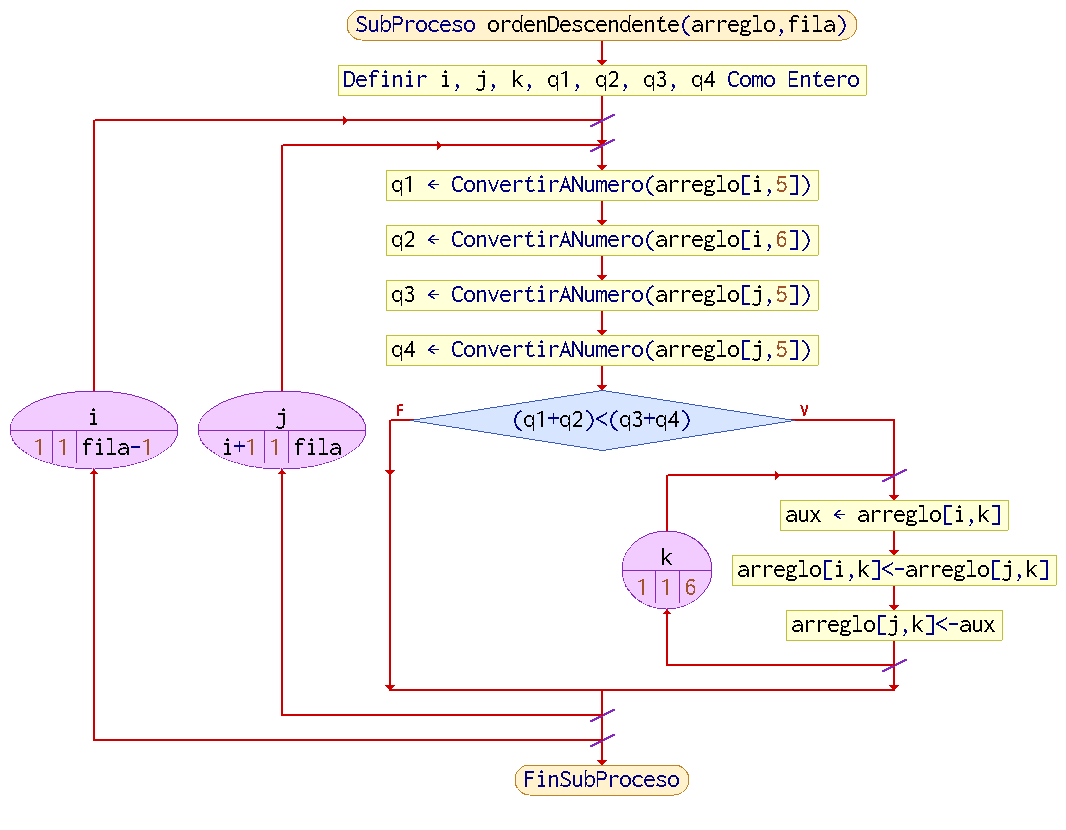 SubProceso ordenDescendente(arreglo,fila)
Definir i, j, k, q1, q2, q3, q4 Como Entero
q1 ← ConvertirANumero(arreglo[i,5])
q2 ← ConvertirANumero(arreglo[i,6])
q3 ← ConvertirANumero(arreglo[j,5])
q4 ← ConvertirANumero(arreglo[j,5])
i
1 1 fila-1
j
i+1 1 fila
F
(q1+q2)<(q3+q4)
V
aux ← arreglo[i,k]
k
1 1 6
arreglo[i,k]<-arreglo[j,k]
arreglo[j,k]<-aux
FinSubProceso